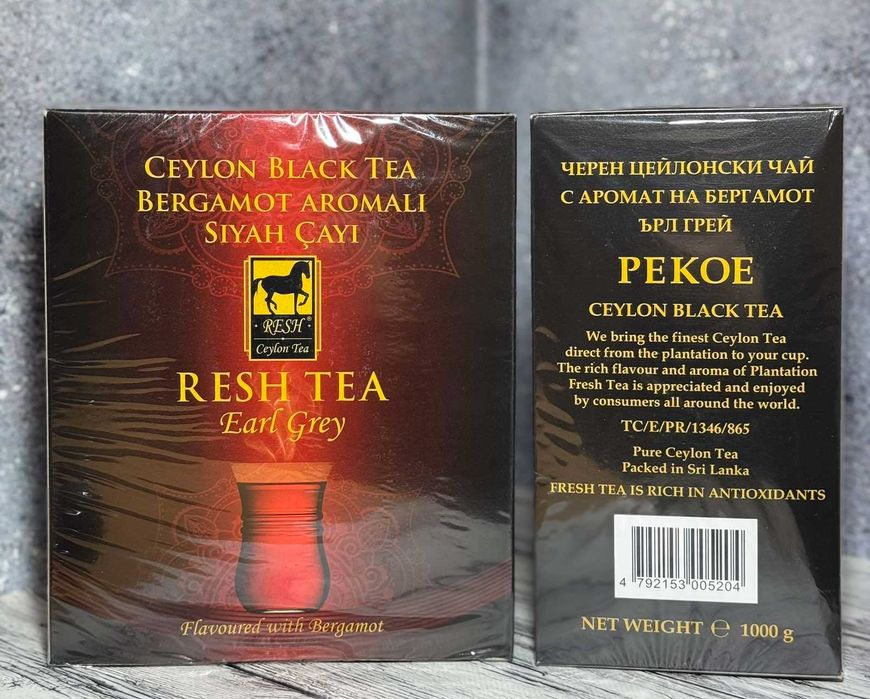 CEYLON BLACK TEA
BERGAMOT AROMALI
SIYAH ÇAYI
RESH®
Ceylon Tea
RESH TEA
Earl Grey
Flavoured with Bergamot
ЧЕРЕН ЦЕЙЛОНСКИ ЧАЙ
С АРОМАТ НА БЕРГАМОТ
ЪРЛ ГРЕЙ
PEKOE
CEYLON BLACK TEA
We bring the finest Ceylon Tea
direct from the plantation to your cup.
The rich flavour and aroma of Plantation
Fresh Tea is appreciated and enjoyed
by consumers all around the world.
TC/E/PR/1346/865
Pure Ceylon Tea
Packed in Sri Lanka
FRESH TEA IS RICH IN ANTIOXIDANTS
4 792153 005204
NET WEIGHT ℮ 1000 g